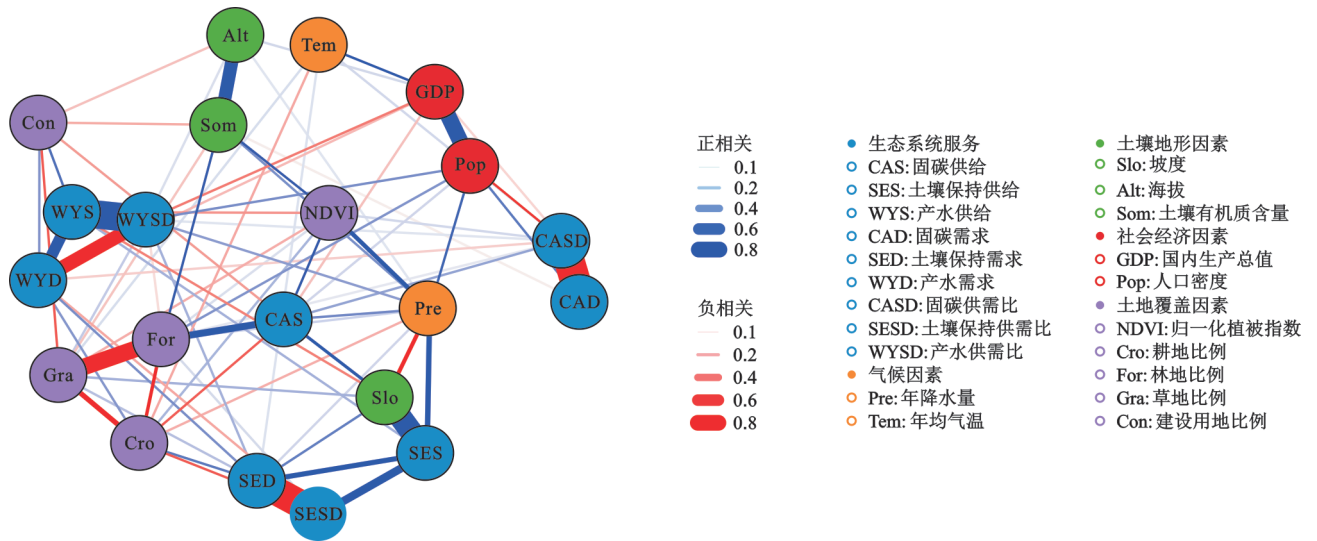 Alt
Tem
GDP
Con
Som
Pop
WYS
WYSD
NDVI
CASD
WYD
CAD
CAS
Pre
For
Gra
Slo
Cro
SES
SED
SESD
正相关
0.1
0.2
0.4
0.6
0.8
负相关
0.1
0.2
0.4
0.6
0.8
生态系统服务
CAS:固碳供给
SES:土壤保持供给
WYS:产水供给
CAD:固碳需求
SED:土壤保持需求
WYD:产水需求
CASD:固碳供需比
SESD:土壤保持供需比
WYSD:产水供需比
气候因素
Pre:年降水量
Tem:年均气温
土壤地形因素
Slo:坡度
Alt:海拔
Som:土壤有机质含量
社会经济因素
GDP:国内生产总值
Pop:人口密度
土地覆盖因素
NDVI:归一化植被指数
Cro:耕地比例
For:林地比例
Gra:草地比例
Con:建设用地比例